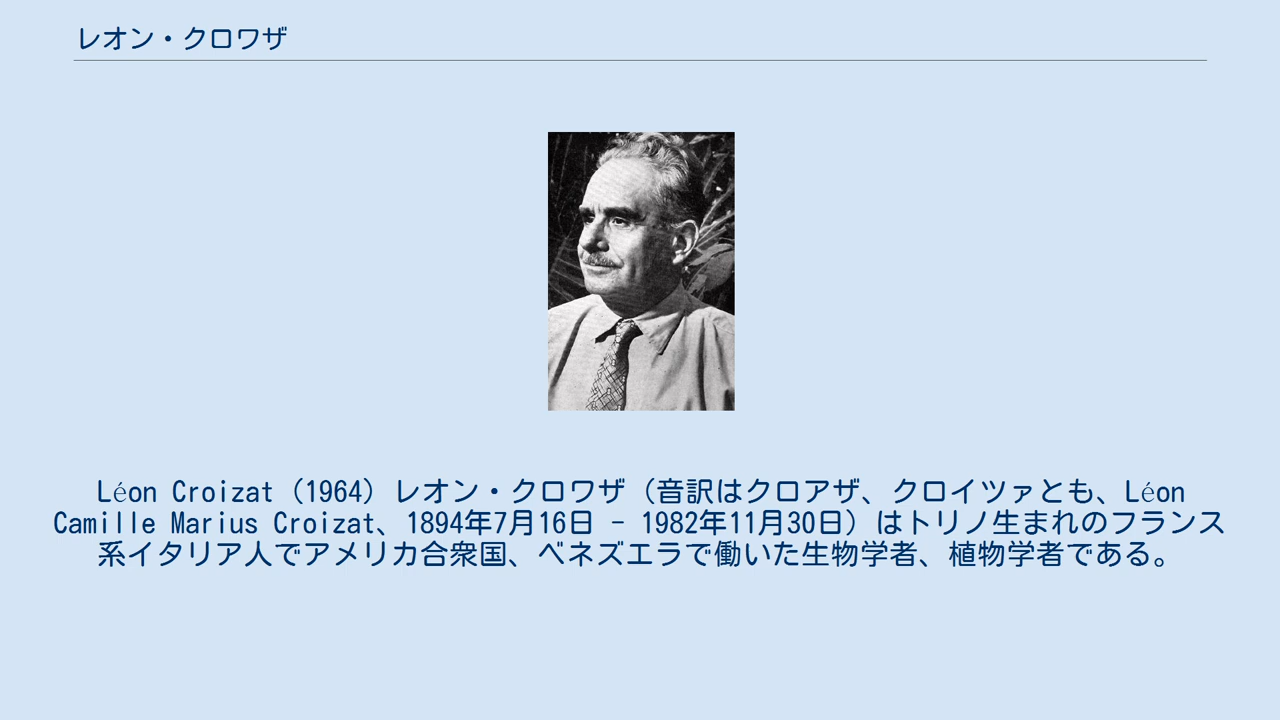 レオン・クロワザ
Léon Croizat (1964) レオン・クロワザ（音訳はクロアザ、クロイツァとも、Léon
Camille Marius Croizat、1894年7月16日 - 1982年11月30日）はトリノ生まれのフランス
系イタリア人でアメリカ合衆国、ベネズエラで働いた生物学者、植物学者である。